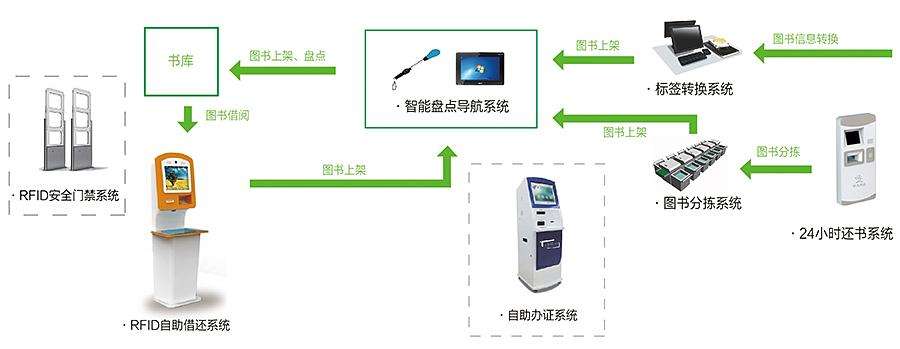 书库
图书上架、盘点
· 智能盘点导航系统
图书上架
· 标签转换系统
图书信息转换
图书借阅
图书上架
图书分拣
· RFID安全门禁系统
图书上架
· 图书分拣系统
· 24小时还书系统
· RFID自助借还系统
· 自助办证系统